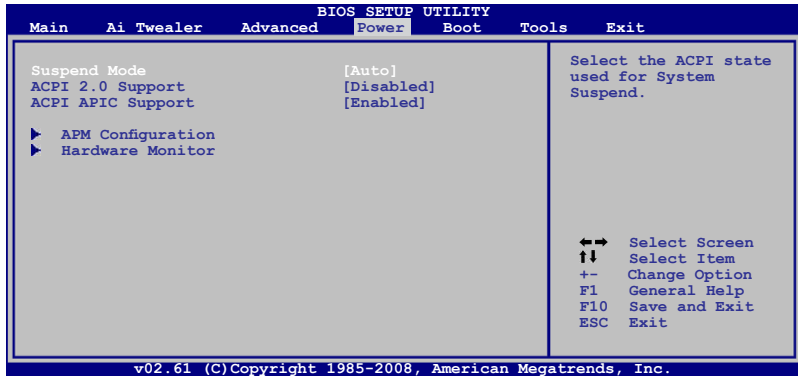 BIOS SETUP UTILITY
Main Ai Twealer Advanced Power Boot Tools Exit
Suspend Mode [Auto]
ACPI 2.0 Support [Disabled]
ACPI APIC Support [Enabled]
APM Configuration
Hardware Monitor
Select the ACPI state
used for System
Suspend.
Select Screen
Select Item
+- Change Option
F1 General Help
F10 Save and Exit
ESC Exit
v02.61 (C)Copyright 1985-2008, American Megatrends, Inc.